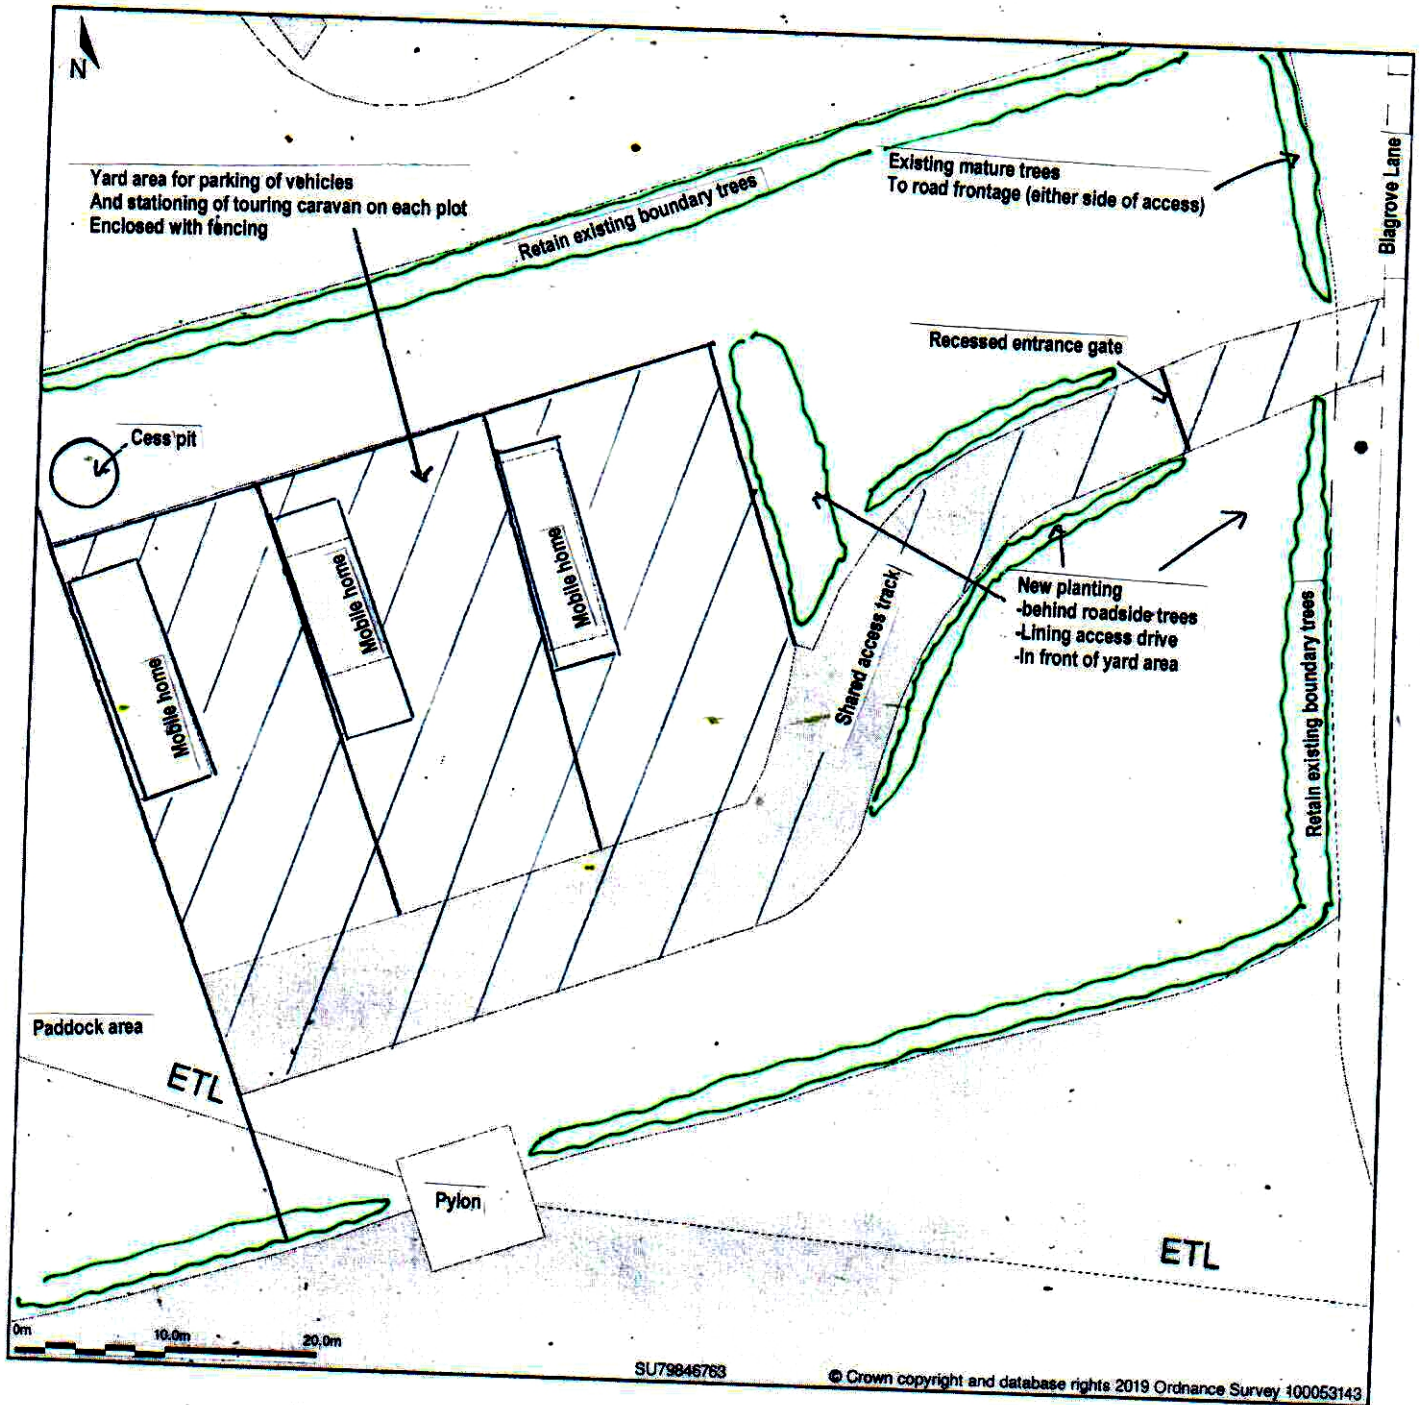 N
Yard area for parking of vehicles
And stationing of touring caravan on each plot
Enclosed with fencing
Retain existing boundary trees
Existing mature trees
To road frontage (either side of access)
Blagrove Lane
Recessed entrance gate
Cess pit
Mobile home
Mobile home
Mobile home
Shared access track
New planting
-behind roadside trees
-Lining access drive
-In front of yard area
Retain existing boundary trees
Paddock area
ETL
Pylon
ETL
0m
10.0m
20.0m
SU79846763
© Crown copyright and database rights 2019 Ordnance Survey 100053143